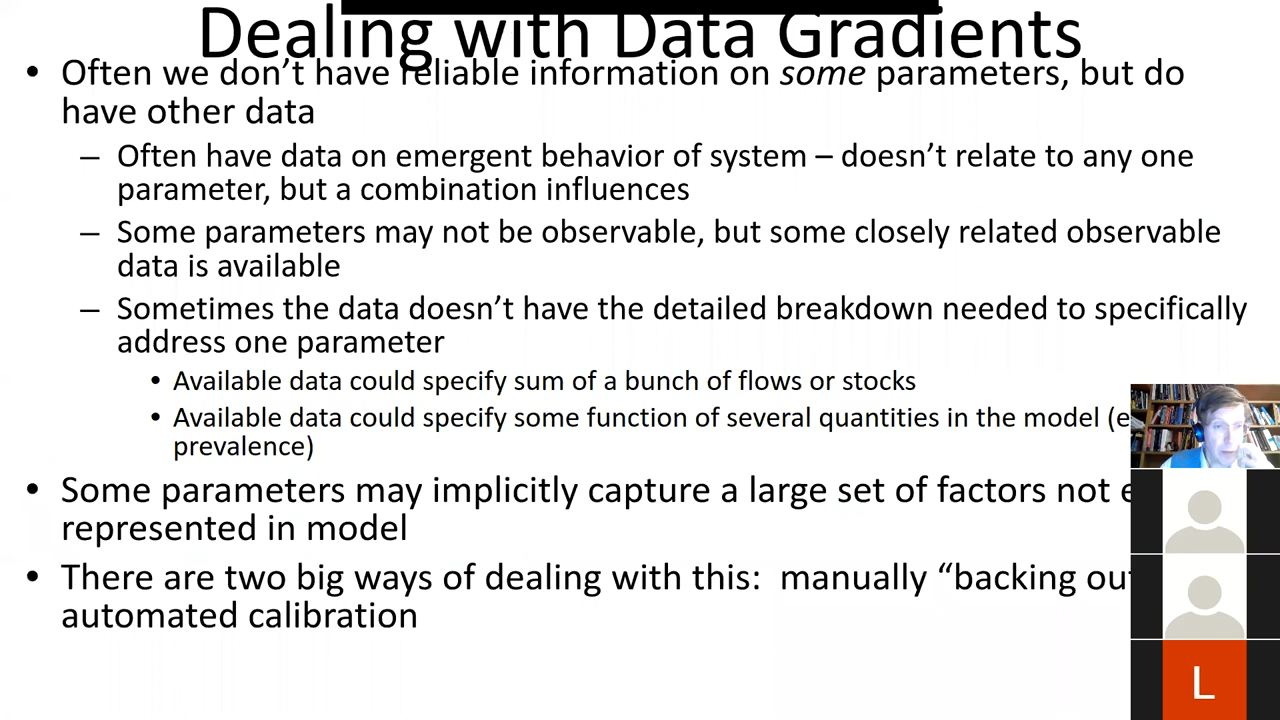 Dealing with Data Gradients
• Often we don’t have reliable information on some parameters, but do
have other data
– Often have data on emergent behavior of system – doesn’t relate to any one
parameter, but a combination influences
– Some parameters may not be observable, but some closely related observable
data is available
– Sometimes the data doesn’t have the detailed breakdown needed to specifically
address one parameter
• Available data could specify sum of a bunch of flows or stocks
• Available data could specify some function of several quantities in the model (e
prevalence)
• Some parameters may implicitly capture a large set of factors not e
represented in model
• There are two big ways of dealing with this:  manually “backing out
automated calibration
L